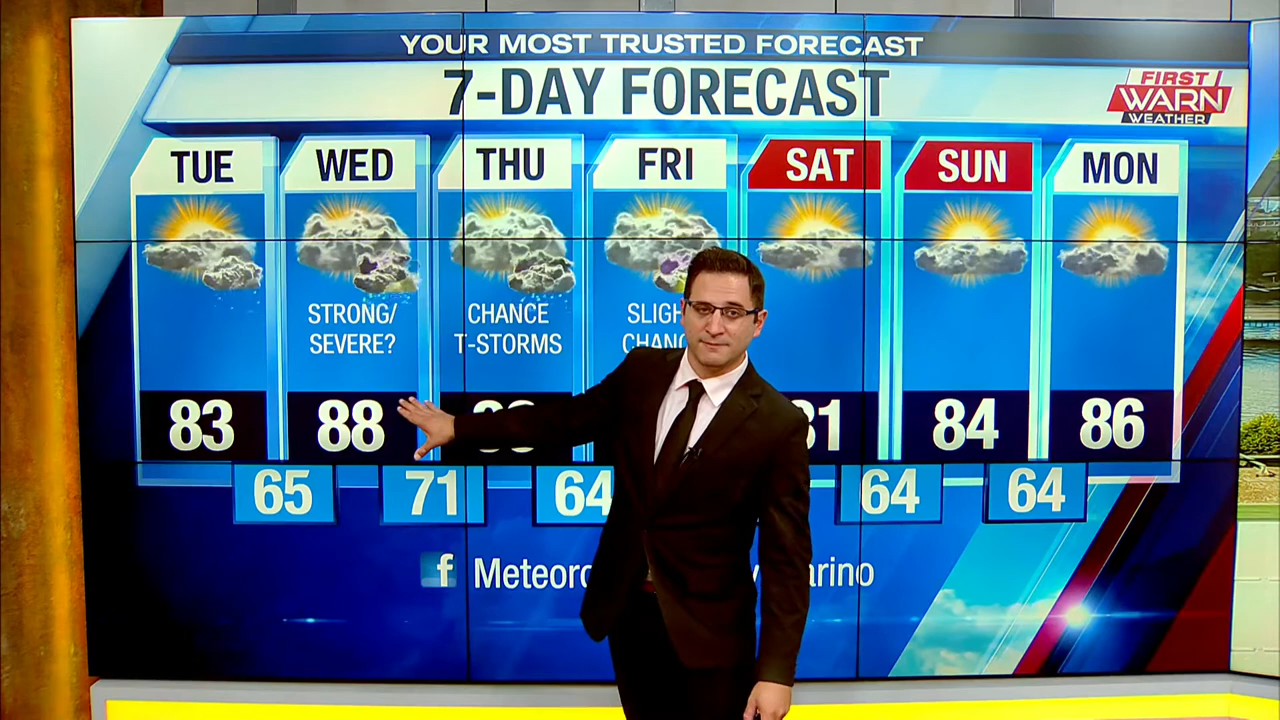 YOUR MOST TRUSTED FORECAST
7-DAY FORECAST
FIRST
WARN
WEATHER
TUE WED THU FRI SAT SUN MON
STRONG/
SEVERE?
CHANCE
T-STORMS
83 88 84 86
65 71 64 64 64
f